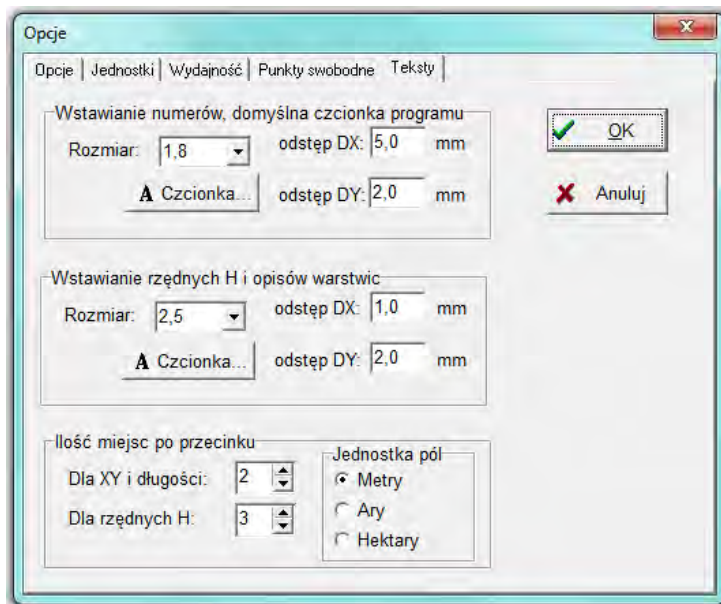 Opcje
Opcje Jednostki Wydajność Punkty swobodne Teksty
Wstawianie numerów, domyślna czcionka programu
Rozmiar: 1,8 odstęp DX: 5,0 mm
A Czcionka... odstęp DY: 2,0 mm
OK
Anuluj
Wstawianie rzędnych H i opisów warstwic
Rozmiar: 2,5 odstęp DX: 1,0 mm
A Czcionka... odstęp DY: 2,0 mm
Ilość miejsc po przecinku
Dla XY i długości: 2
Dla rzędnych H: 3
Jednostka pól
Metry
Ary
Hektary